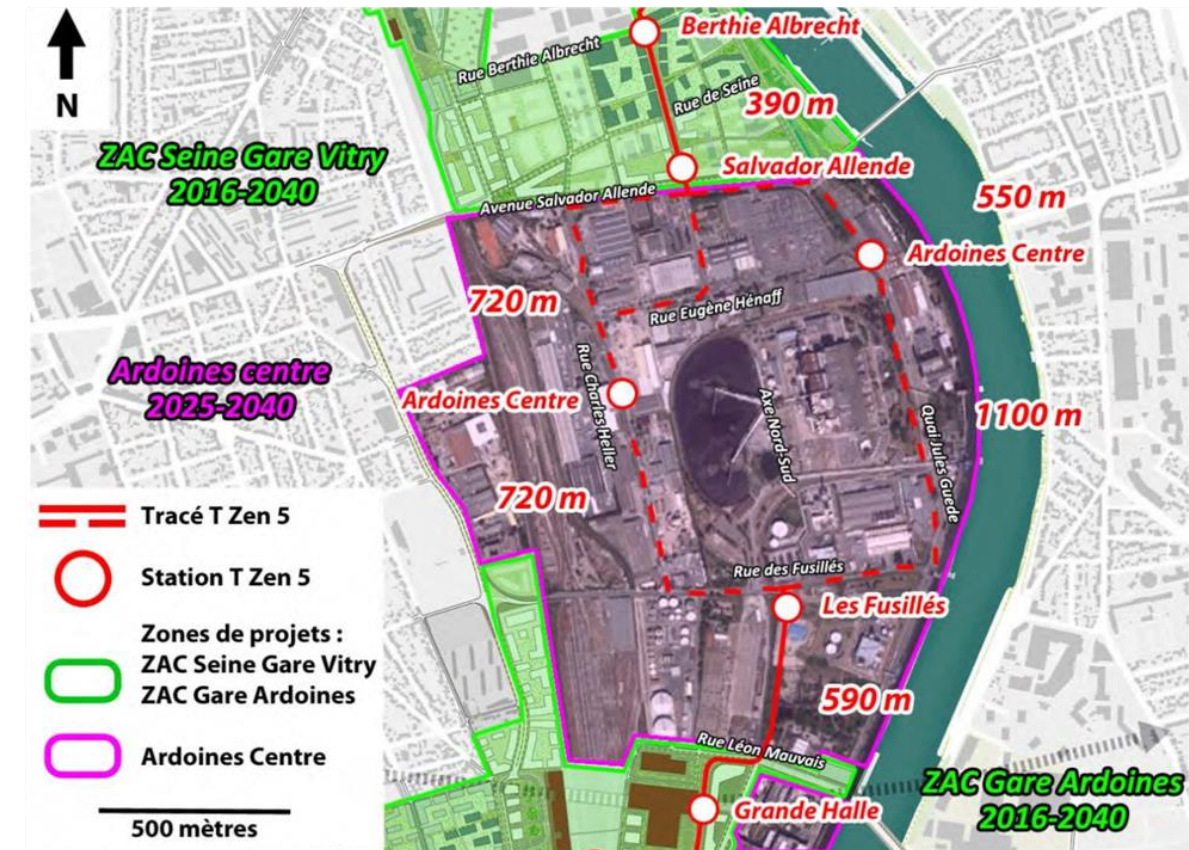 N
Berthie Albrecht
Rue Berthie Albrecht
Rue de Seine
390 m
ZAC Seine Gare Vitry
2016-2040
Salvador Allende
Avenue Salvador Allende
550 m
Ardoines Centre
720 m
Rue Eugène Hénaff
Ardoines centre
2025-2040
Rue Charles Heller
Ardoines Centre
Axe Nord-Sud
Quai Jules Guede
1100 m
720 m
Rue des Fusillés
Les Fusillés
590 m
Rue Léon Mauvais
ZAC Gare Ardoines
2016-2040
Grande Halle
Tracé T Zen 5
Station T Zen 5
Zones de projets :
ZAC Seine Gare Vitry
ZAC Gare Ardoines
Ardoines Centre
500 mètres